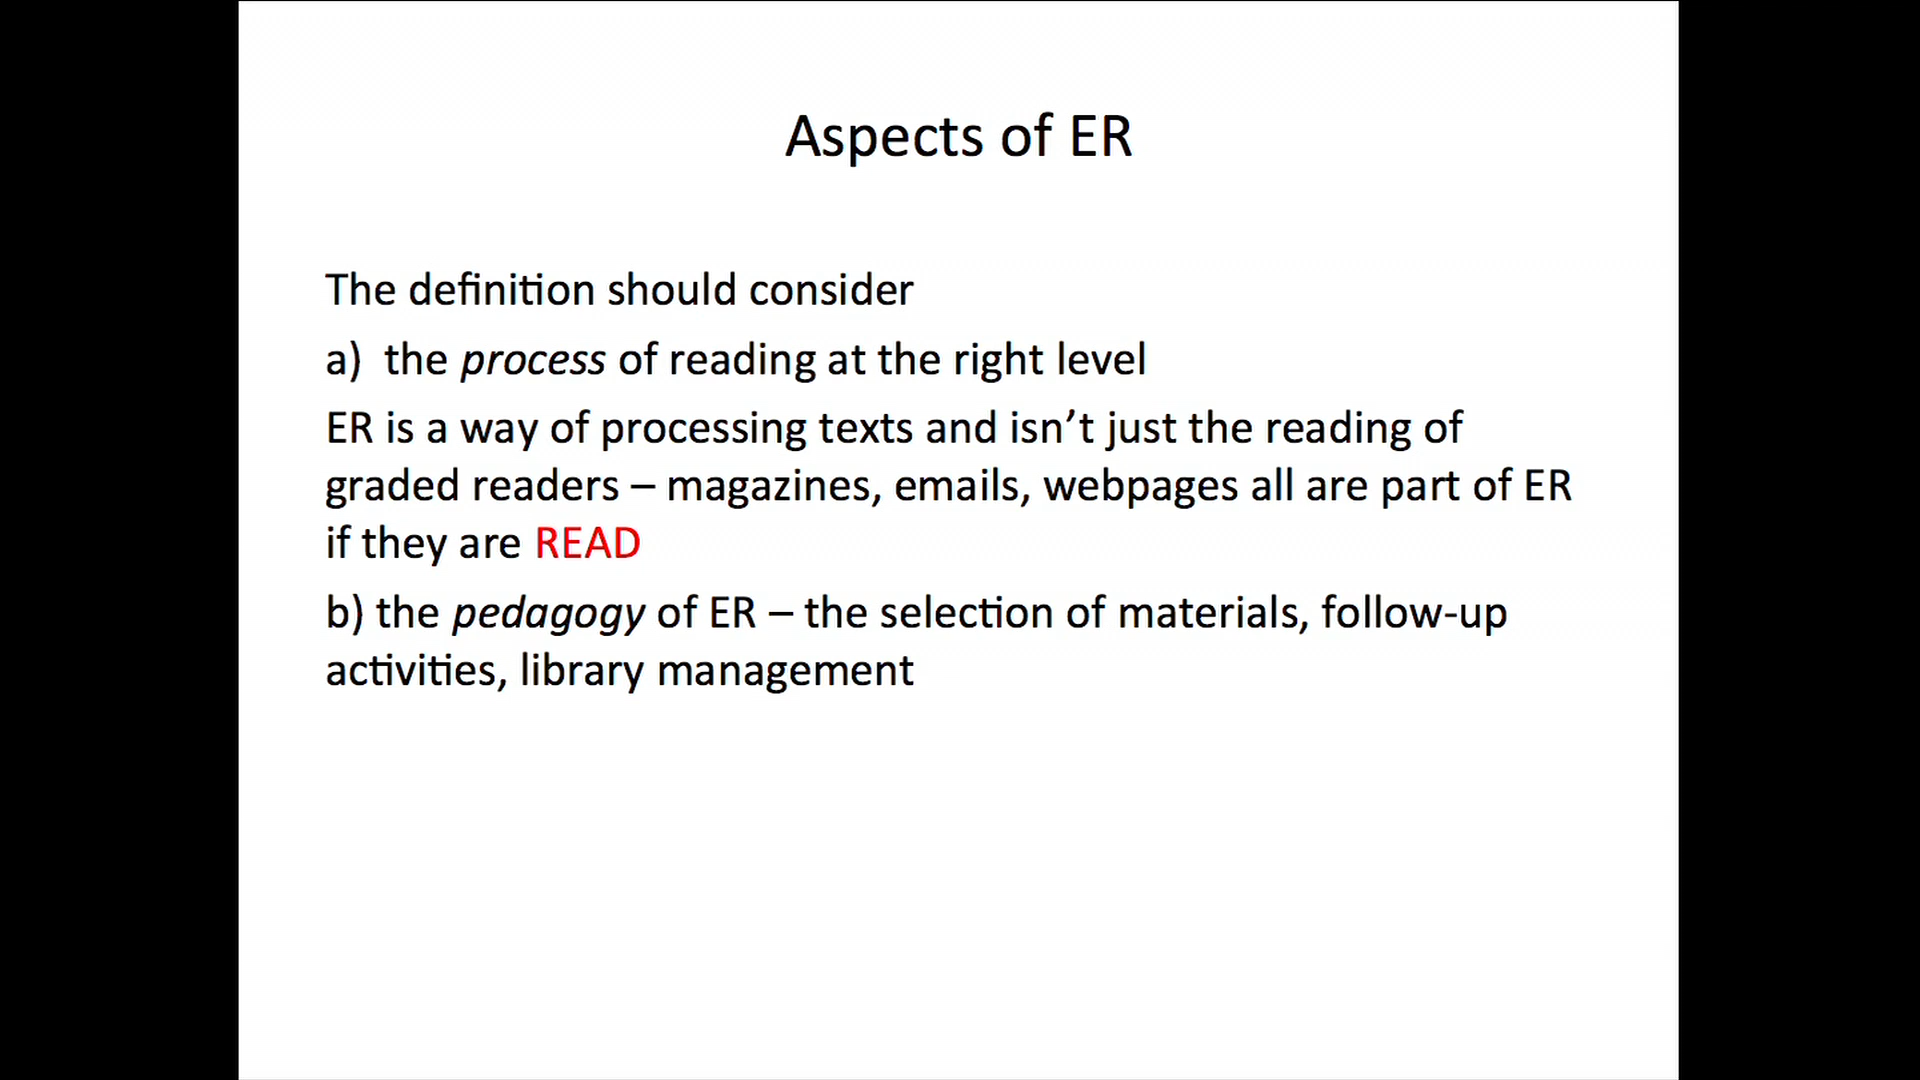 Aspects of ER
The definition should consider
a) the process of reading at the right level
ER is a way of processing texts and isn’t just the reading of
graded readers – magazines, emails, webpages all are part of ER
if they are READ
b) the pedagogy of ER – the selection of materials, follow-up
activities, library management